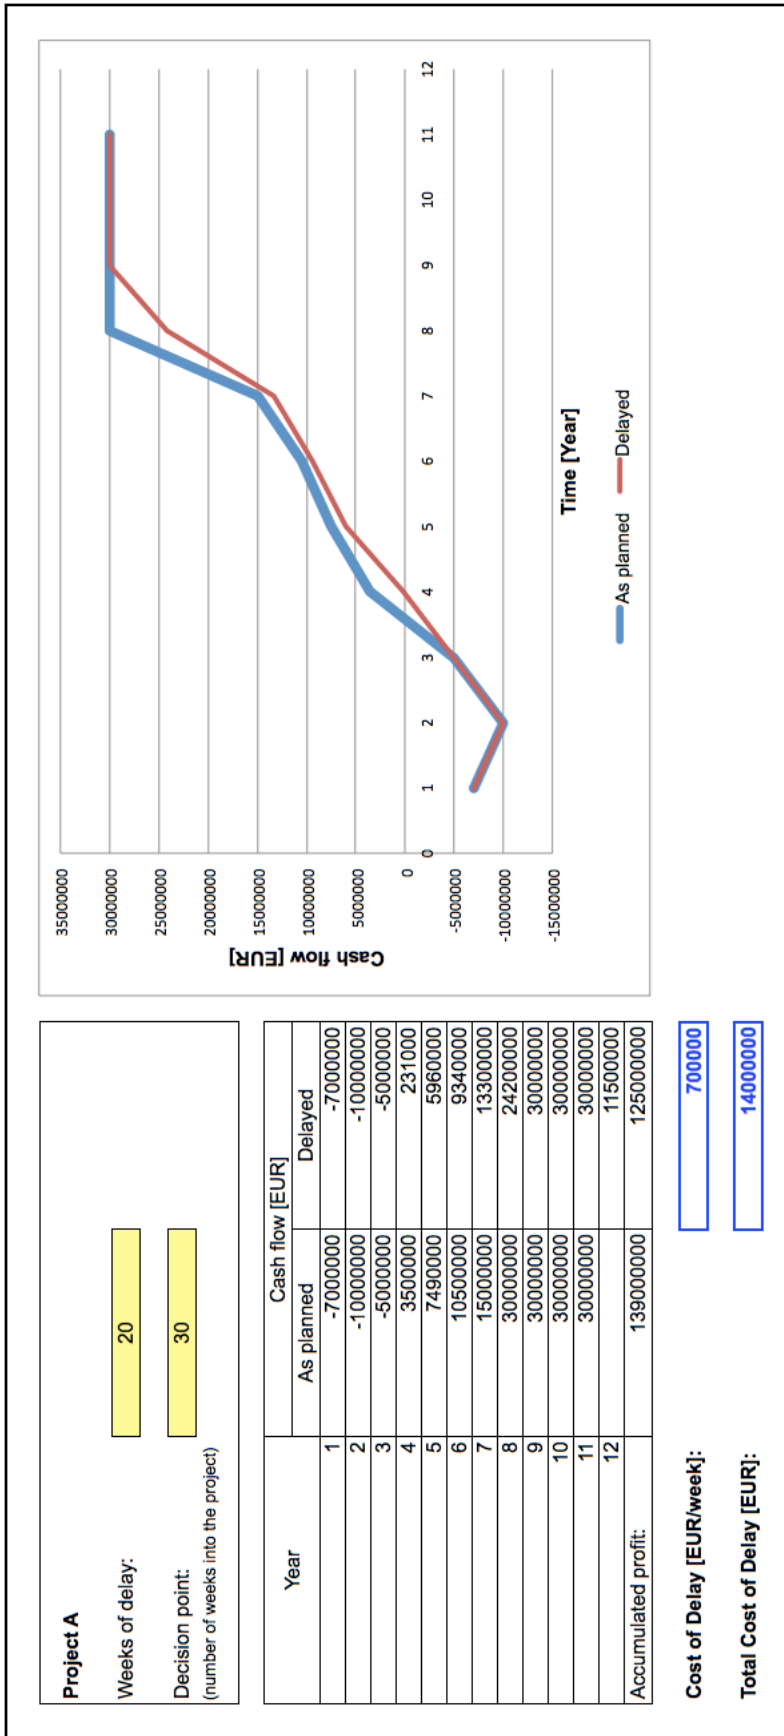 Project A
Weeks of delay: 20
Decision point: 30
(number of weeks into the project)
Year Cash flow [EUR]
As planned Delayed
1 -7000000 -7000000
2 -10000000 -10000000
3 -5000000 -5000000
4 3500000 231000
5 7490000 5960000
6 10500000 9340000
7 15000000 13300000
8 30000000 24200000
9 30000000 30000000
10 30000000 30000000
11 30000000 30000000
12 11500000
Accumulated profit: 139000000 125000000
Cost of Delay [EUR/week]: 700000
Total Cost of Delay [EUR]: 14000000
Cash flow [EUR]
35000000
30000000
25000000
20000000
15000000
10000000
5000000
0
-5000000
-10000000
-15000000
0 1 2 3 4 5 6 7 8 9 10 11 12
Time [Year]
As planned Delayed